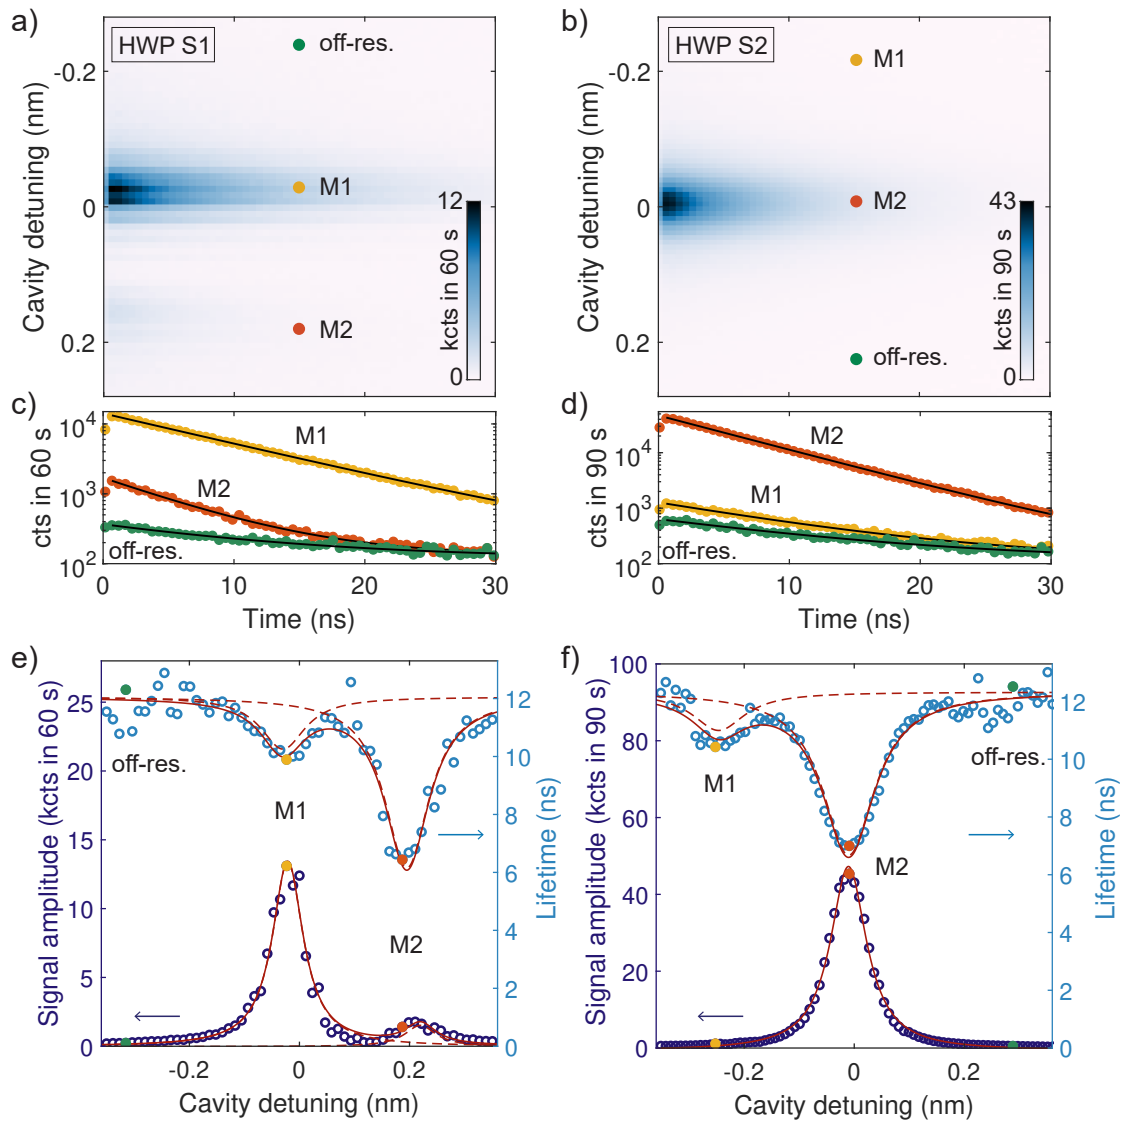 a)
HWP S1
off-res.
M1
M2
-0.2
0
0.2
Cavity detuning (nm)
12
0
kcts in 60 s
b)
HWP S2
M1
M2
off-res.
-0.2
0
0.2
Cavity detuning (nm)
43
0
kcts in 90 s
c)
10^4
10^3
10^2
cts in 60 s
M1
M2
off-res.
0 10 20 30
Time (ns)
d)
10^4
10^3
10^2
cts in 90 s
M2
M1
off-res.
0 10 20 30
Time (ns)
e)
25
20
15
10
5
0
Signal amplitude (kcts in 60 s)
off-res.
M1
M2
12
10
8
6
4
2
0
Lifetime (ns)
-0.2 0 0.2
Cavity detuning (nm)
f)
100
80
60
40
20
0
Signal amplitude (kcts in 90 s)
M1
off-res.
M2
12
10
8
6
4
2
0
Lifetime (ns)
-0.2 0 0.2
Cavity detuning (nm)